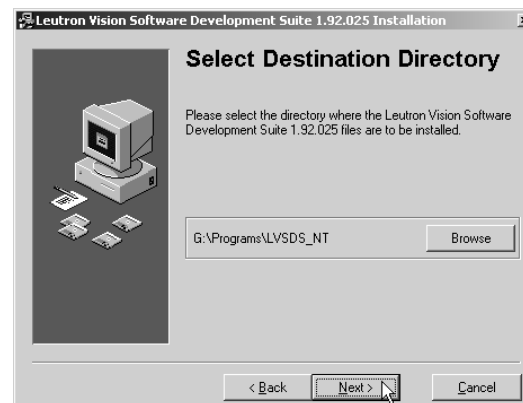 Leutron Vision Software Development Suite 1.92.025 Installation
Select Destination Directory
Please select the directory where the Leutron Vision Software
Development Suite 1.92.025 files are to be installed.
G:\Programs\LVSDS_NT
Browse
< Back
Next >
Cancel